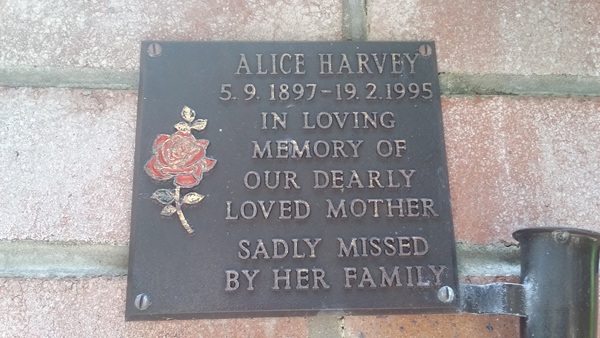 ALICE HARVEY
5.9.1897-19.2.1995
IN LOVING
MEMORY OF
OUR DEARLY
LOVED MOTHER
SADLY MISSED
BY HER FAMILY